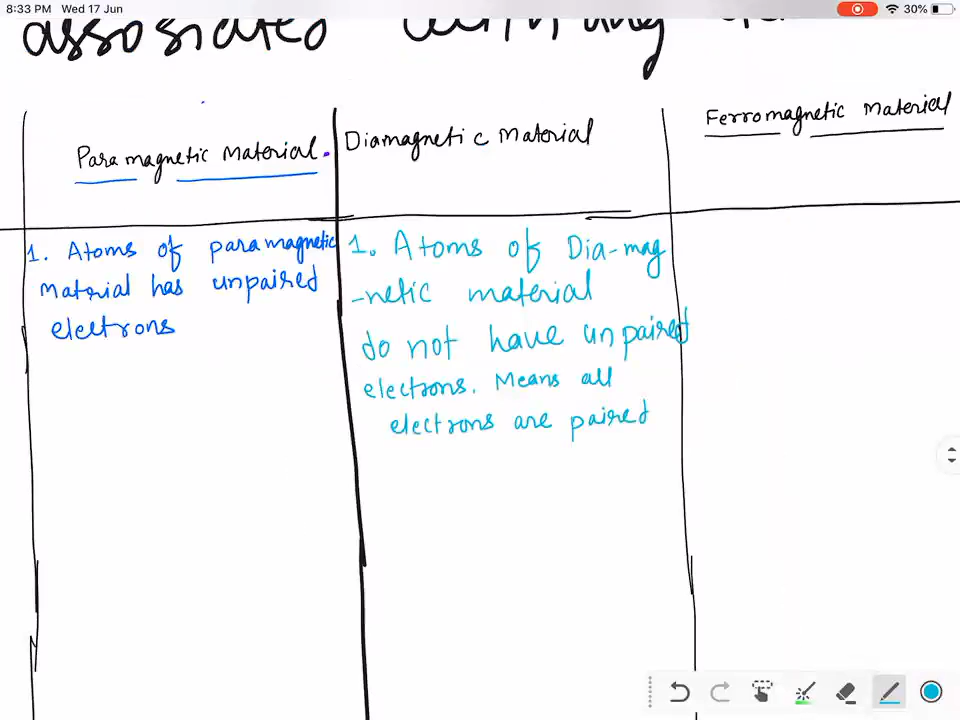 8:33 PM Wed 17 Jun
30%
assosiated
Paramagnetic Material.
Diamagnetic Material
Ferromagnetic Material
1. Atoms of paramagnetic
material has unpaired
electrons
1. Atoms of Dia-mag
-netic material
do not have unpaired
electrons. Means all
electrons are paired